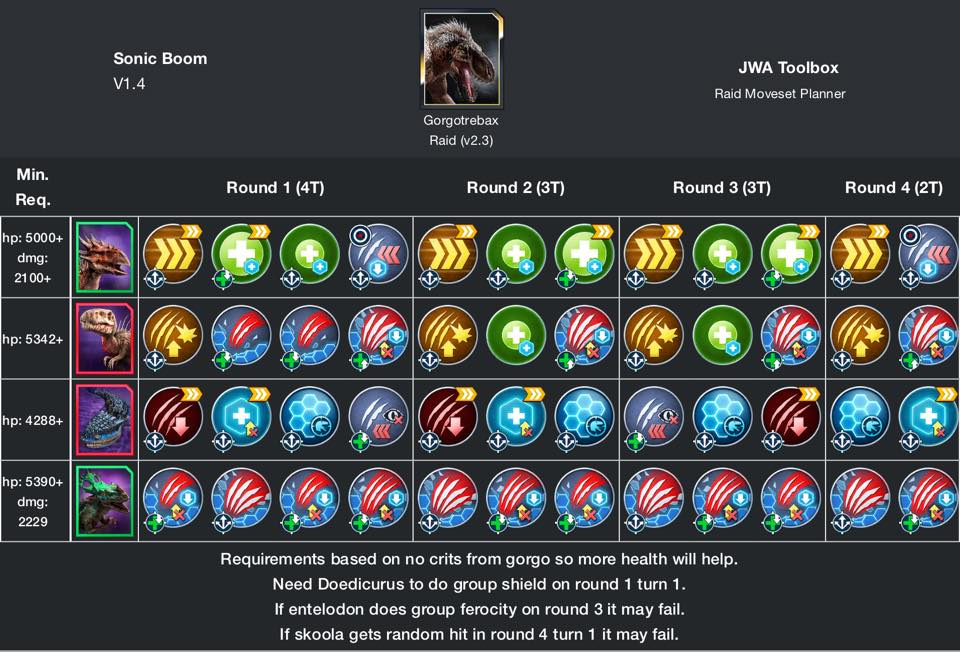 Sonic Boom
V1.4
Gorgotrebax
Raid (v2.3)
JWA Toolbox
Raid Moveset Planner
Min.
Req.
Round 1 (4T)
Round 2 (3T)
Round 3 (3T)
Round 4 (2T)
hp: 5000+
dmg:
2100+
hp: 5342+
hp: 4288+
hp: 5390+
dmg:
2229
Requirements based on no crits from gorgo so more health will help.
Need Doedicurus to do group shield on round 1 turn 1.
If entelodon does group ferocity on round 3 it may fail.
If skoola gets random hit in round 4 turn 1 it may fail.